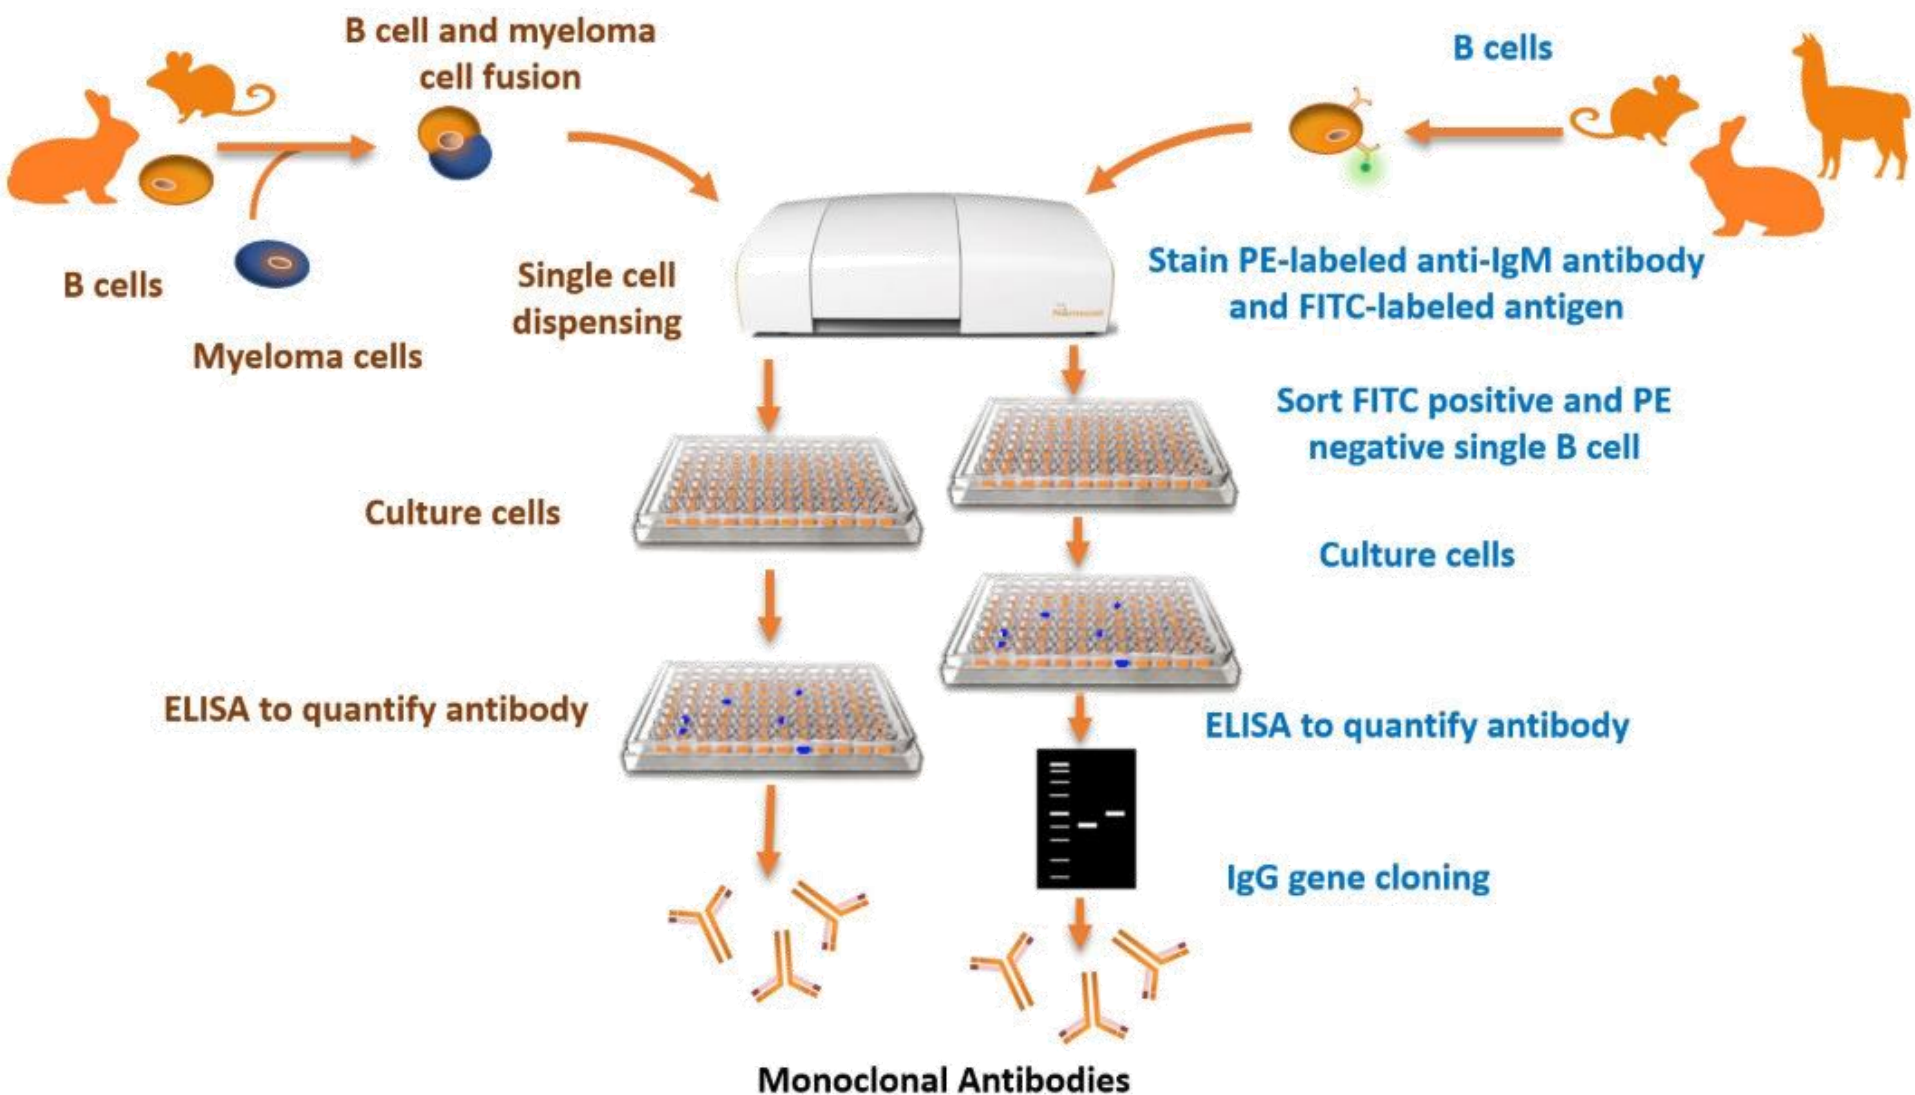 B cell and myeloma
cell fusion
B cells
Myeloma cells
Single cell
dispensing
Culture cells
ELISA to quantify antibody
B cells
Stain PE-labeled anti-IgM antibody
and FITC-labeled antigen
Sort FITC positive and PE
negative single B cell
Culture cells
ELISA to quantify antibody
IgG gene cloning
Monoclonal Antibodies